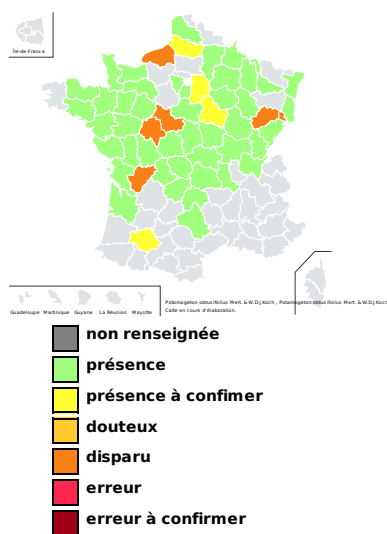 Île-de-France
Guadeloupe Martinique Guyane La Réunion Mayotte
Potamogeton obtusifolius Mert. & W.D.J.Koch , Potamogeton obtusifolius Mert. & W.D.J.Koch
Carte en cours d'élaboration.
non renseignée
présence
présence à confimer
douteux
disparu
erreur
erreur à confirmer